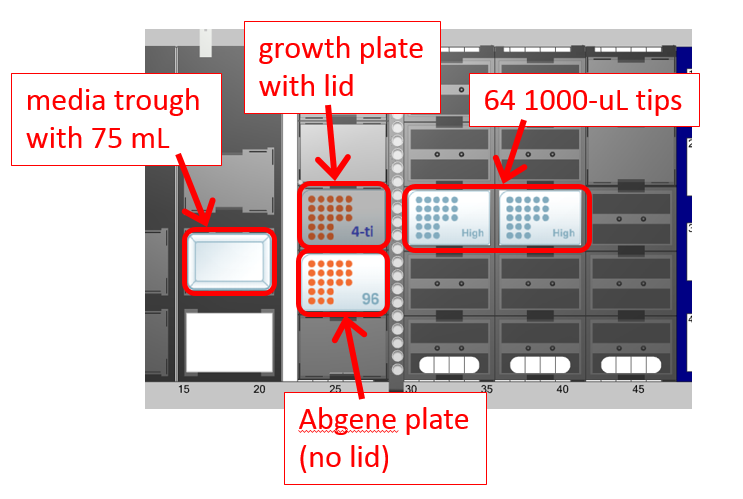 growth plate
with lid
media trough
with 75 mL
64 1000-uL tips
4-ti
High
High
96
15
20
25
30
35
40
45
2
3
4
Abgene plate
(no lid)